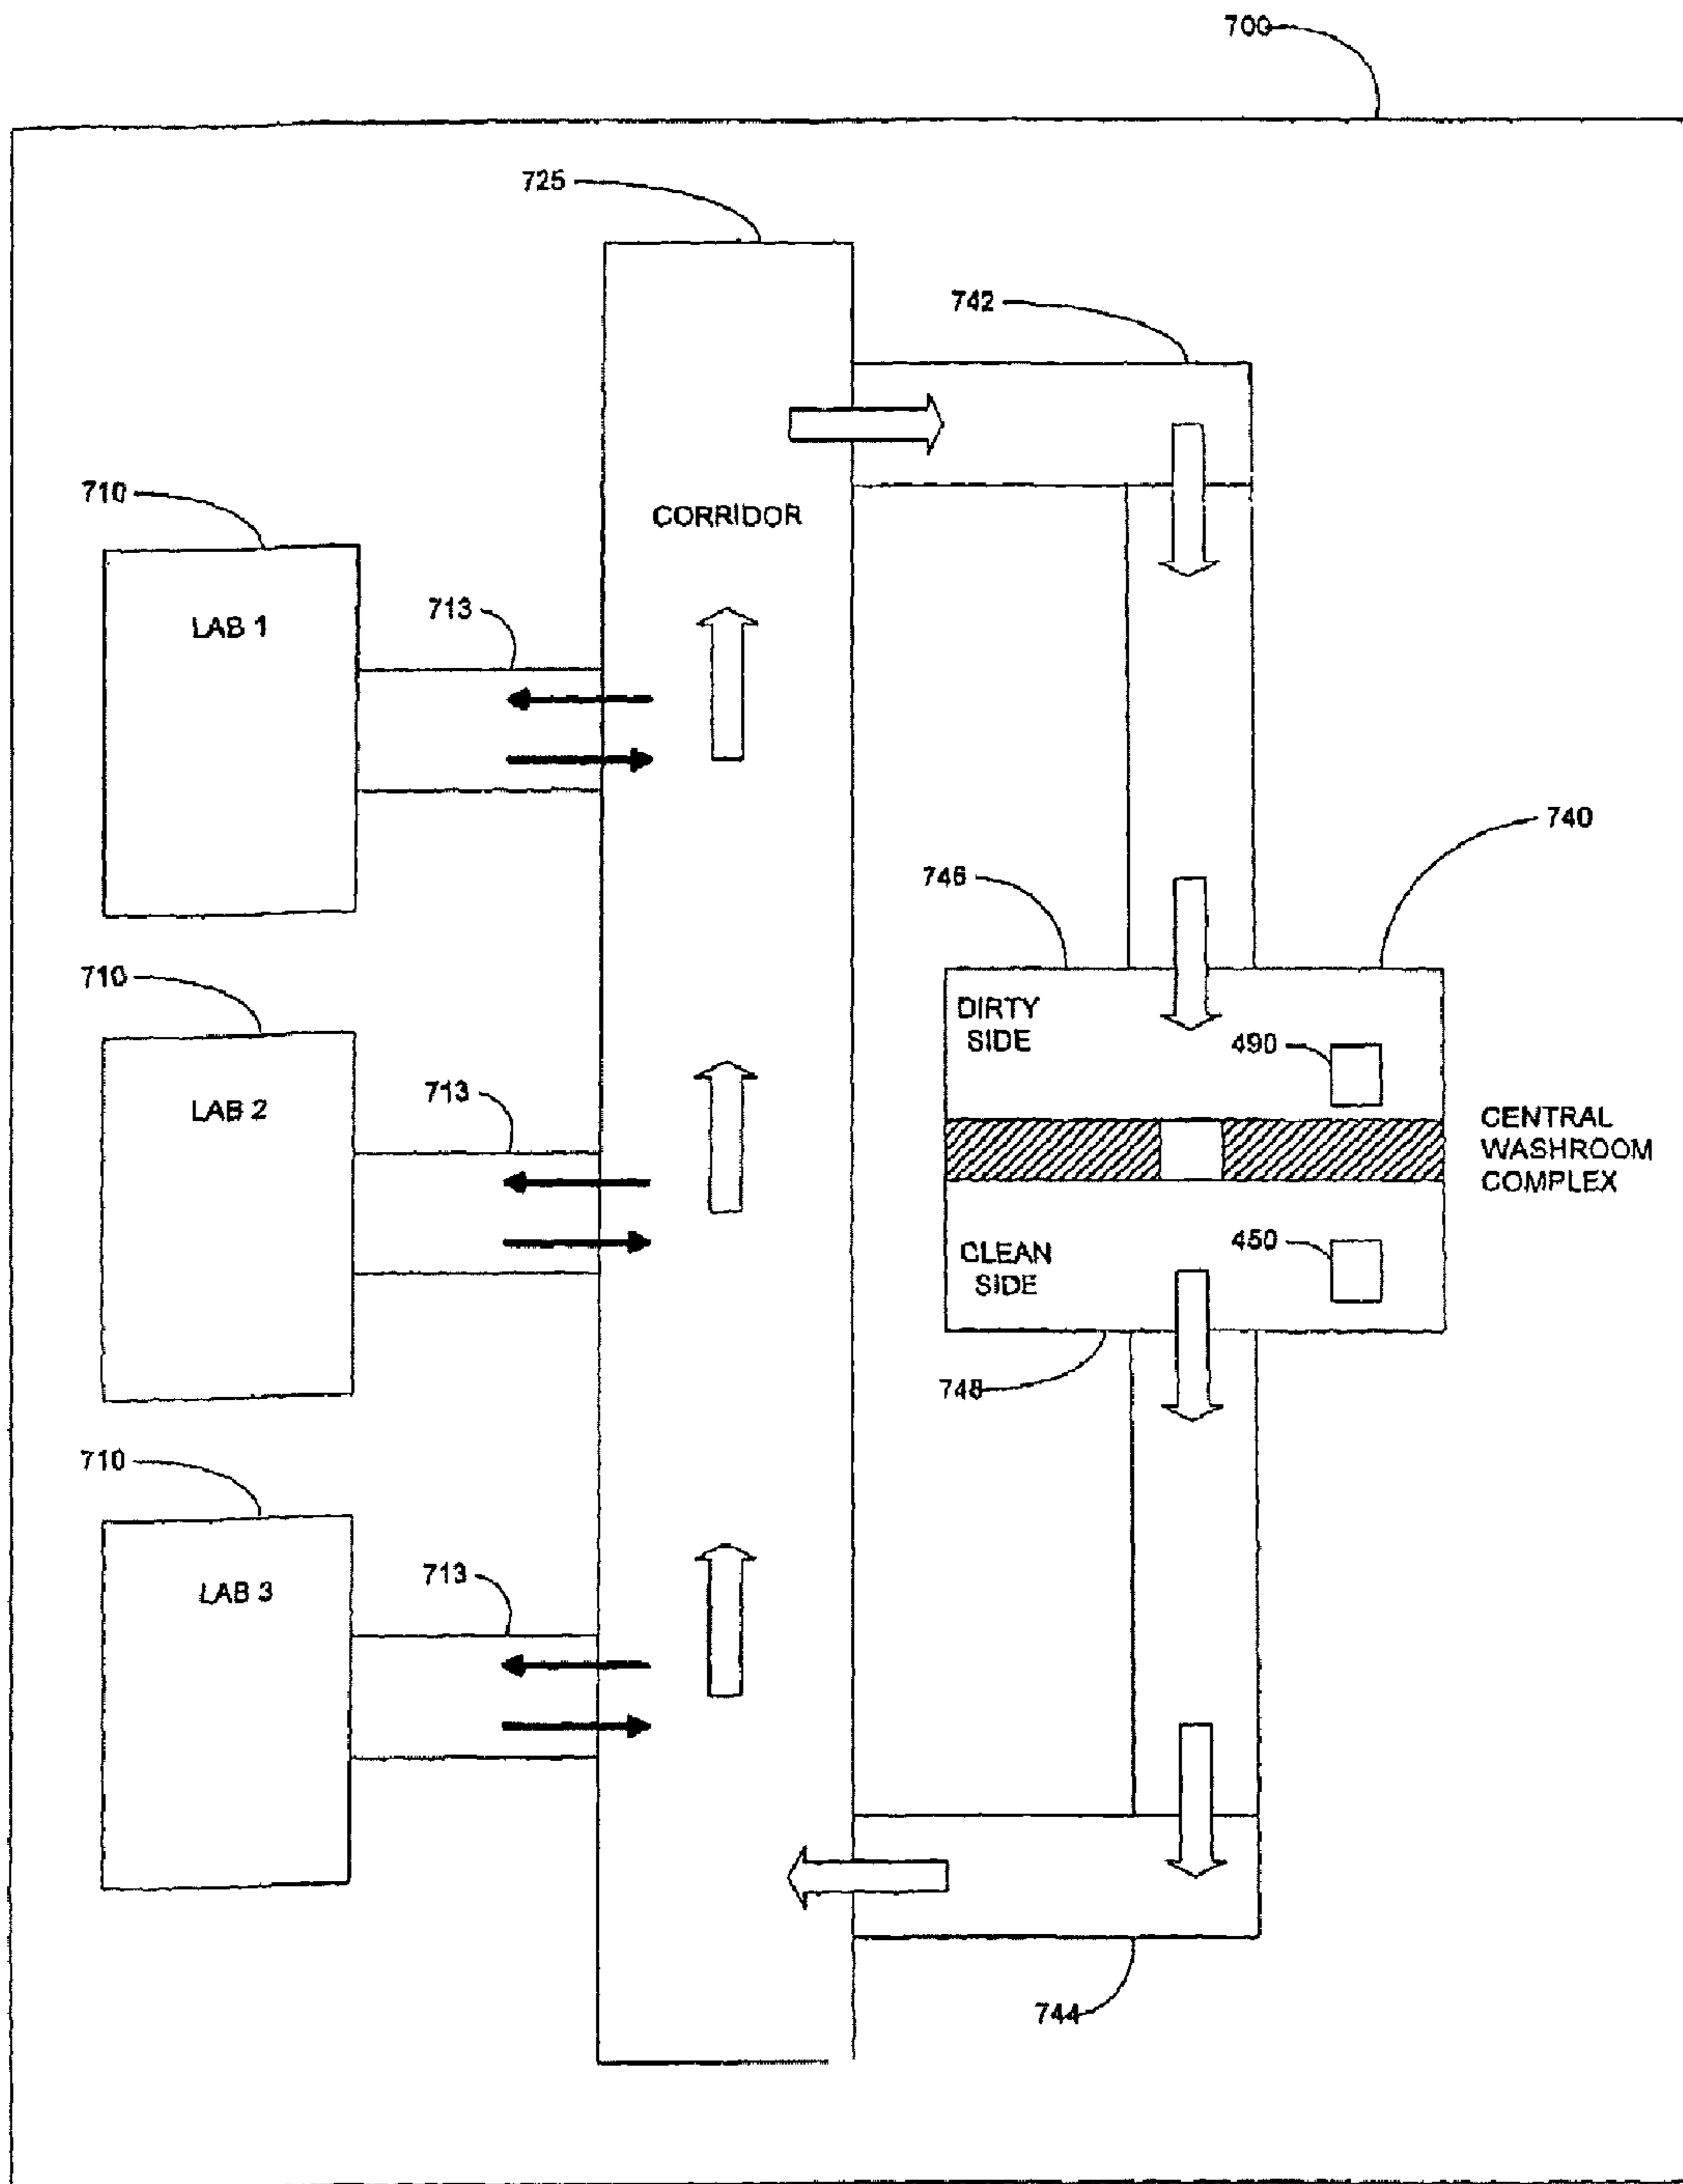 700
725
742
710
CORRIDOR
LAB 1
713
740
746
710
DIRTY
SIDE
490
LAB 2
713
CENTRAL
WASHROOM
COMPLEX
CLEAN
SIDE
450
748
710
LAB 3
713
744